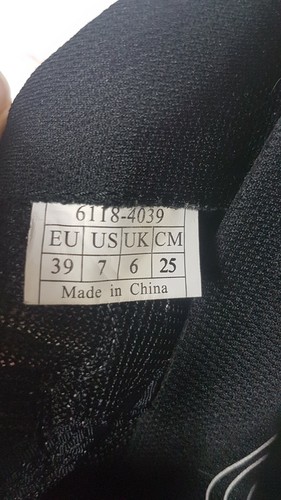 6118-4039
EU US UK CM
39 7 6 25
Made in China